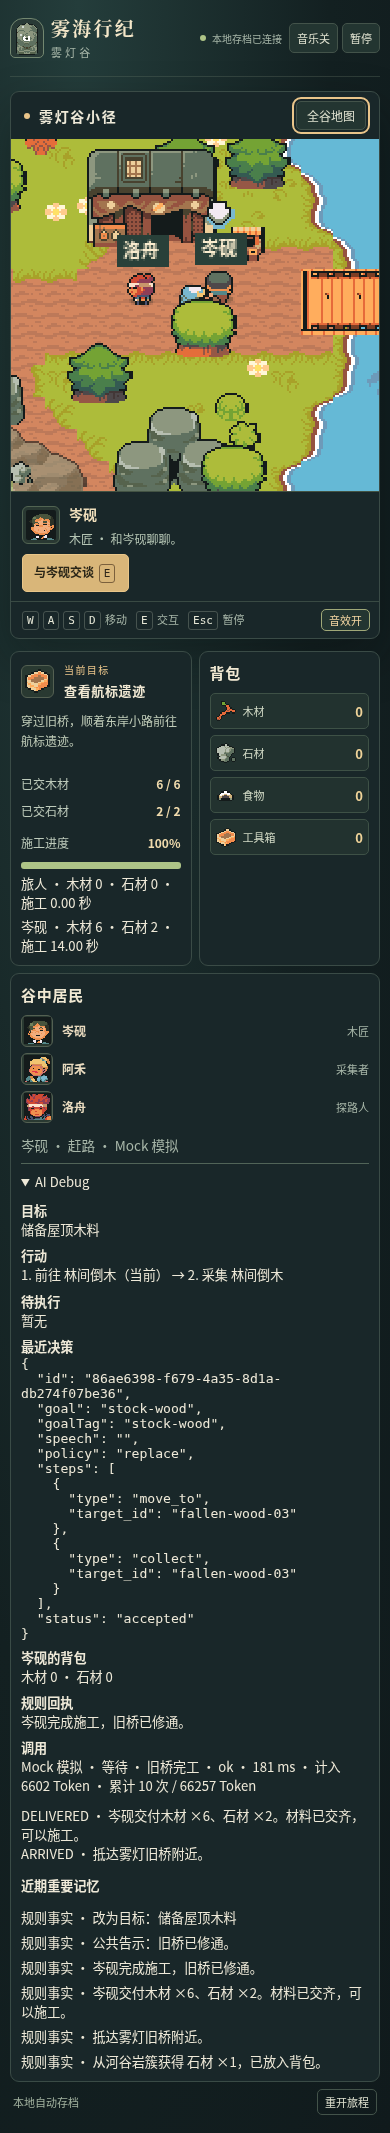 雾海行纪
雾灯谷
本地存档已连接
音乐关
暂停
雾灯谷小径
全谷地图
洛舟
岑砚
岑砚
木匠 · 和岑砚聊聊。
与岑砚交谈 E
W A S D 移动 E 交互 Esc 暂停
音效开
当前目标
查看航标遗迹
穿过旧桥，顺着东岸小路前往
航标遗迹。
已交木材 6 / 6
已交石材 2 / 2
施工进度 100%
旅人 · 木材 0 · 石材 0 ·
施工 0.00 秒
岑砚 · 木材 6 · 石材 2 ·
施工 14.00 秒
背包
木材 0
石材 0
食物 0
工具箱 0
谷中居民
岑砚 木匠
阿禾 采集者
洛舟 探路人
岑砚 · 赶路 · Mock 模拟
▼ AI Debug
目标
储备屋顶木料
行动
1. 前往 林间倒木（当前） → 2. 采集 林间倒木
待执行
暂无
最近决策
{
"id": "86ae6398-f679-4a35-8d1a-
db274f07be36",
"goal": "stock-wood",
"goalTag": "stock-wood",
"speech": "",
"policy": "replace",
"steps": [
{
"type": "move_to",
"target_id": "fallen-wood-03"
},
{
"type": "collect",
"target_id": "fallen-wood-03"
}
],
"status": "accepted"
}
岑砚的背包
木材 0 · 石材 0
规则回执
岑砚完成施工，旧桥已修通。
调用
Mock 模拟 · 等待 · 旧桥完工 · ok · 181 ms · 计入
6602 Token · 累计 10 次 / 66257 Token
DELIVERED · 岑砚交付木材 ×6、石材 ×2。材料已交齐，
可以施工。
ARRIVED · 抵达雾灯旧桥附近。
近期重要记忆
规则事实 · 改为目标：储备屋顶木料
规则事实 · 公共告示：旧桥已修通。
规则事实 · 岑砚完成施工，旧桥已修通。
规则事实 · 岑砚交付木材 ×6、石材 ×2。材料已交齐，可
以施工。
规则事实 · 抵达雾灯旧桥附近。
规则事实 · 从河谷岩簇获得 石材 ×1，已放入背包。
本地自动存档
重开旅程